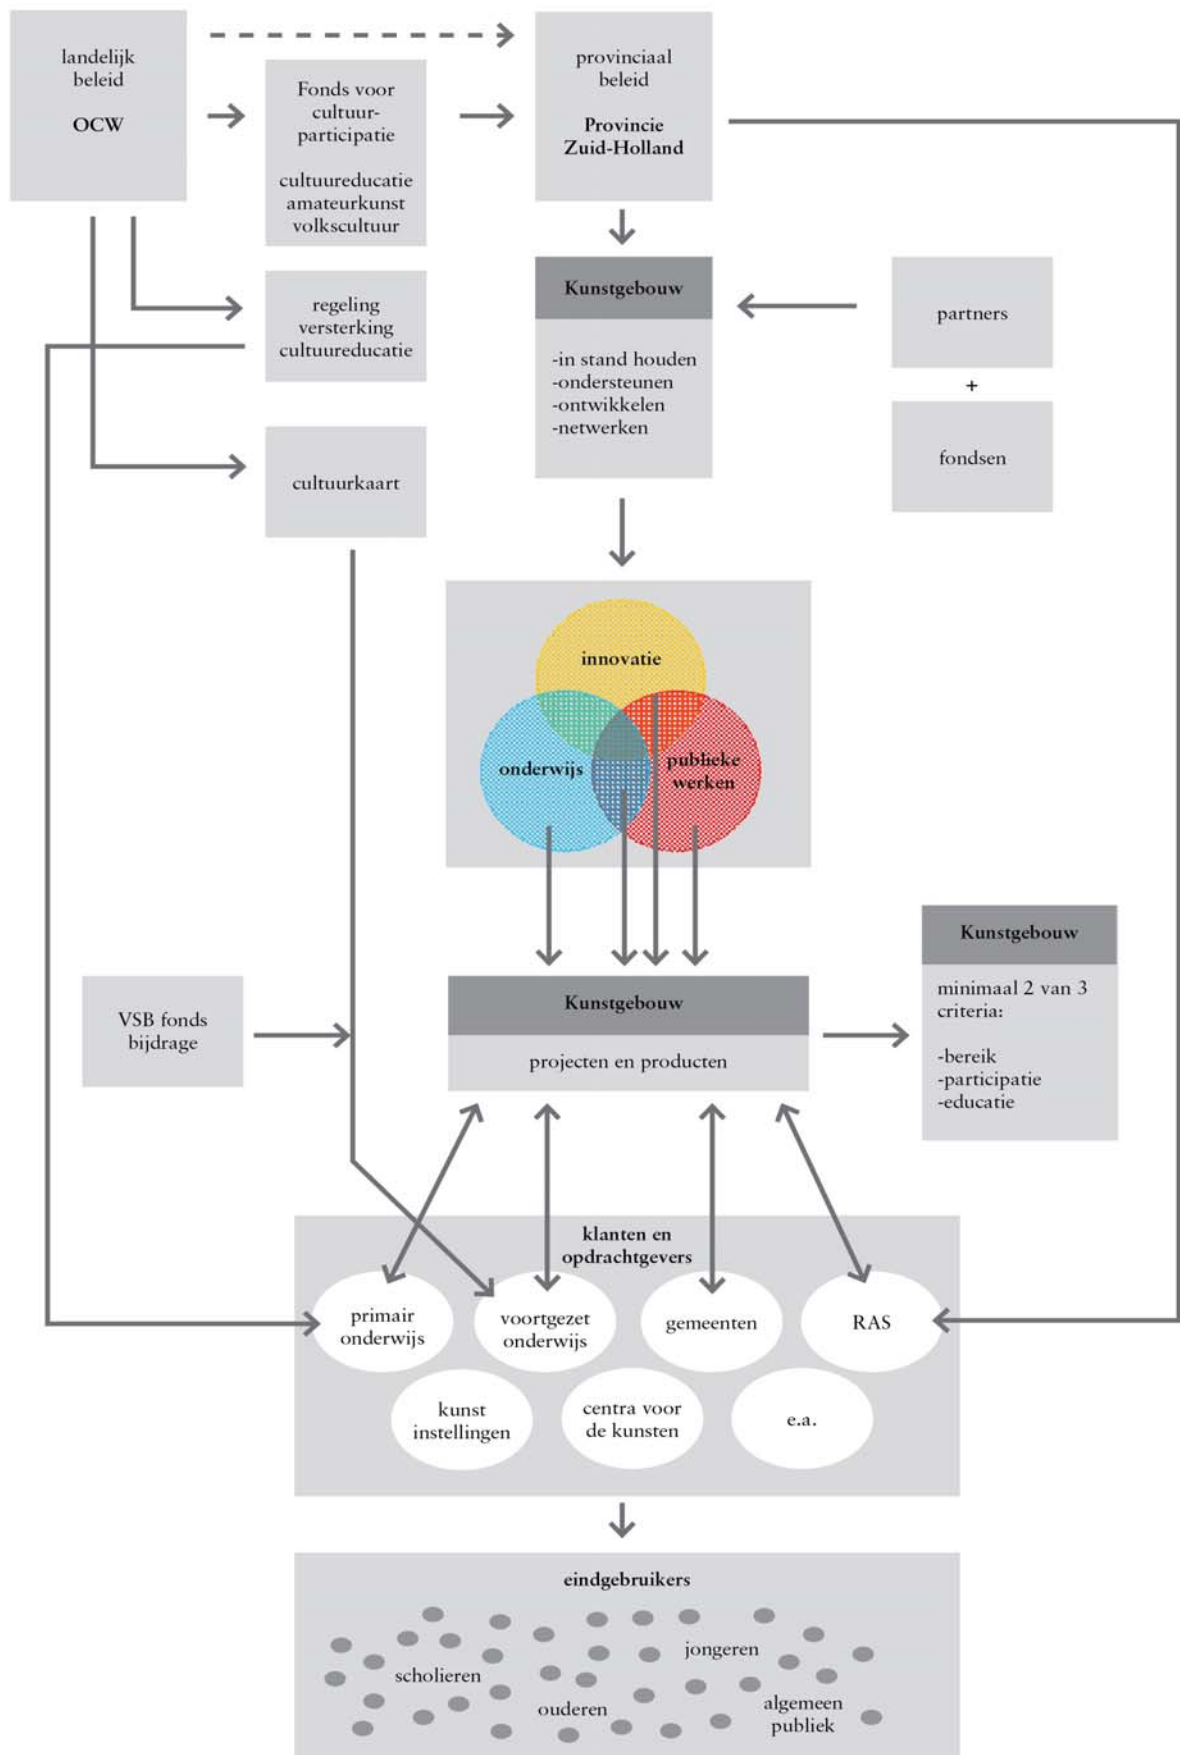 landelijk
beleid
OCW
Fonds voor
cultuur-
participatie
cultuureducatie
amateurkunst
volkscultuur
provinciaal
beleid
Provincie
Zuid-Holland
regeling
versterking
cultuureducatie
Kunstgebouw
-in stand houden
-ondersteunen
-ontwikkelen
-netwerken
partners
+
fondsen
cultuurkaart
innovatie
onderwijs
publieke
werken
VSB fonds
bijdrage
Kunstgebouw
projecten en producten
Kunstgebouw
minimaal 2 van 3
criteria:
-bereik
-participatie
-educatie
klanten en
opdrachtgevers
primair
onderwijs
voortgezet
onderwijs
gemeenten
RAS
kunst
instellingen
centra voor
de kunsten
e.a.
eindgebruikers
scholieren
ouderen
jongeren
algemeen
publiek